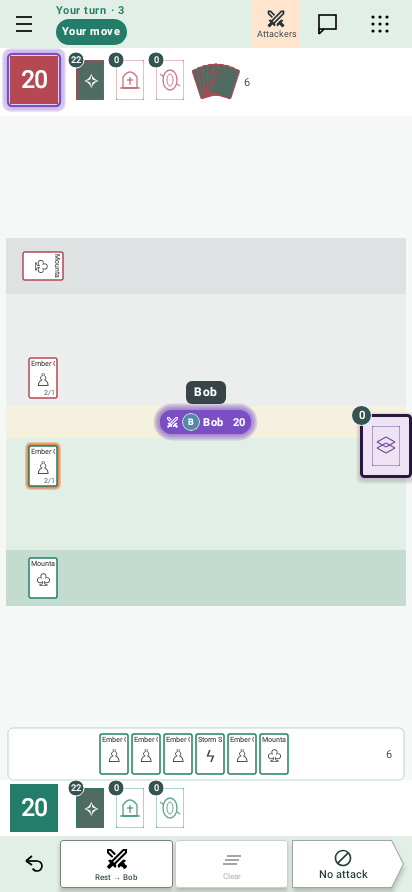 Your turn · 3
Your move
Attackers
20
22
0
0
6
Mounta
Ember (
2/1
Bob
B Bob 20
0
Ember (
2/1
Mounta
Ember ( Ember ( Ember ( Storm S Ember ( Mounta
6
20
22
0
0
Rest → Bob
Clear
No attack